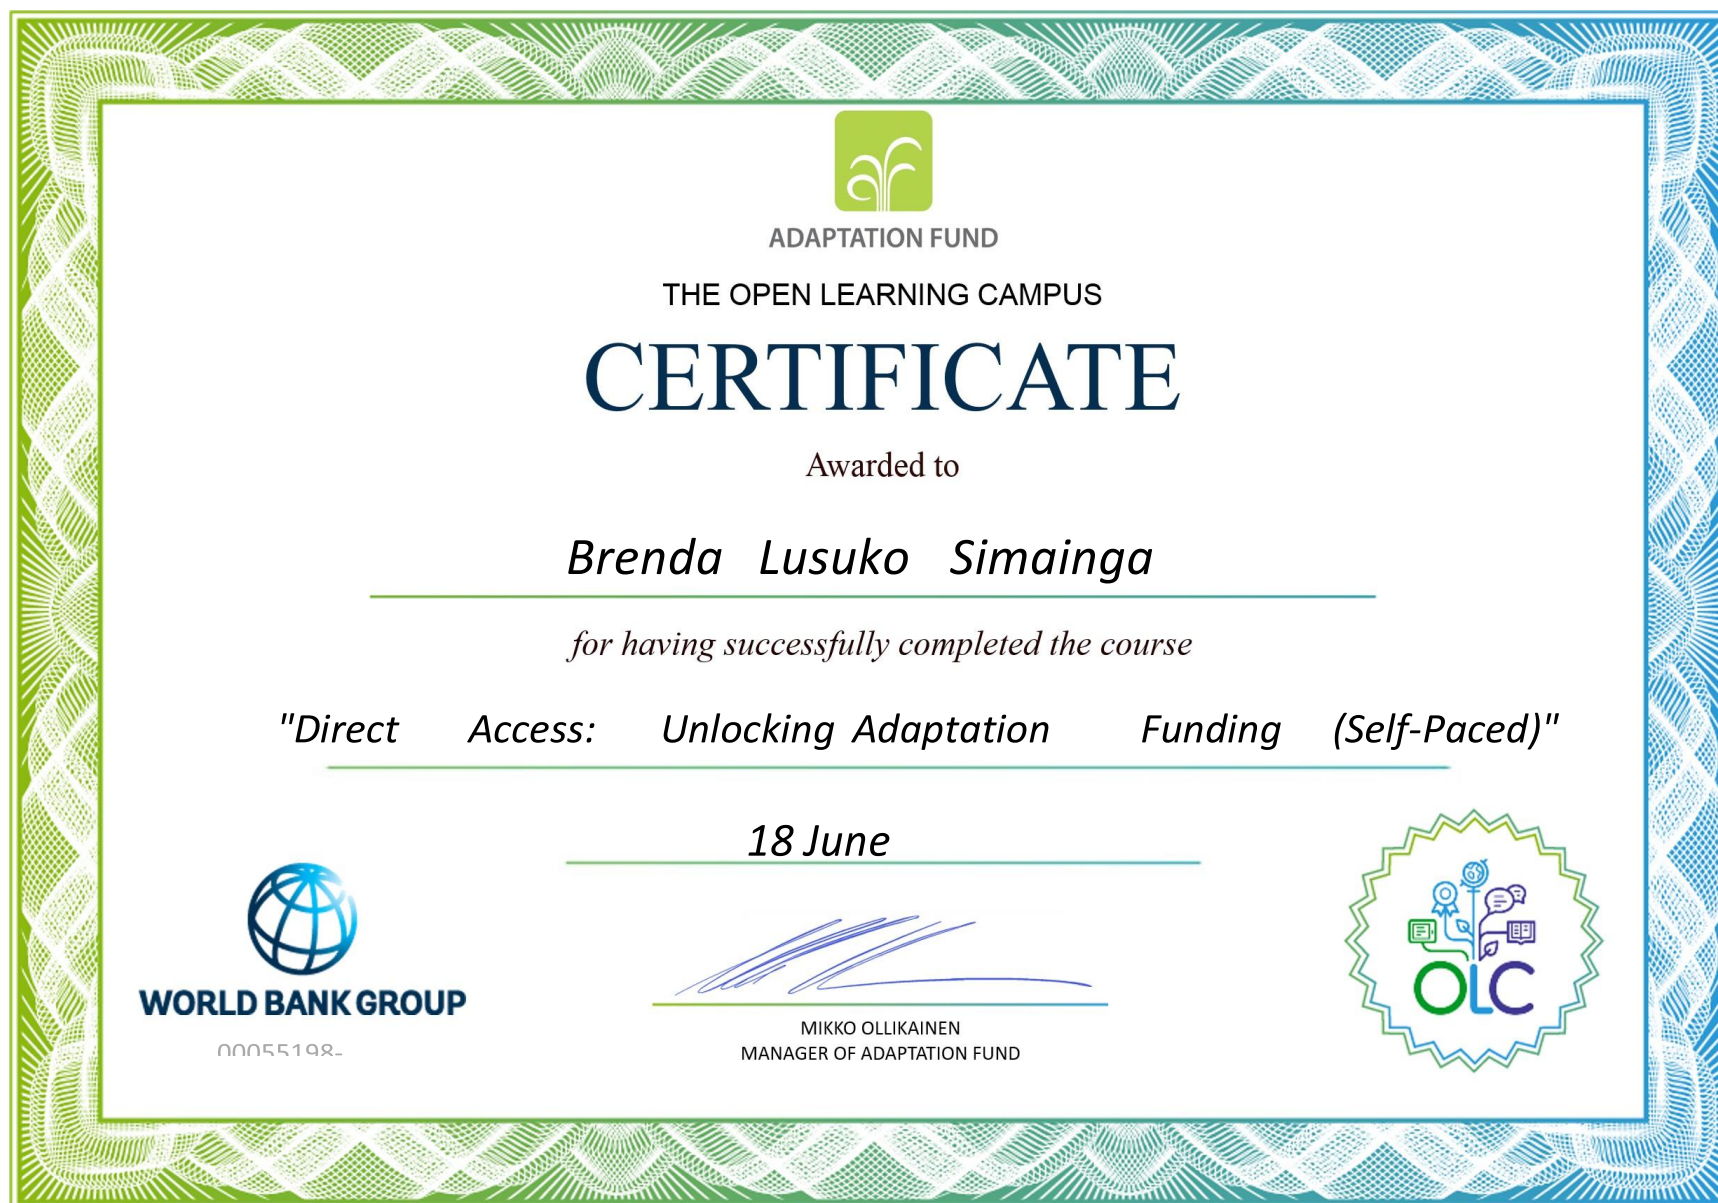 ADAPTATION FUND
THE OPEN LEARNING CAMPUS
CERTIFICATE
Awarded to
Brenda Lusuko Simainga
for having successfully completed the course
"Direct Access: Unlocking Adaptation Funding (Self-Paced)"
18 June
WORLD BANK GROUP
00055198-
MIKKO OLLIKAINEN
MANAGER OF ADAPTATION FUND
OLC